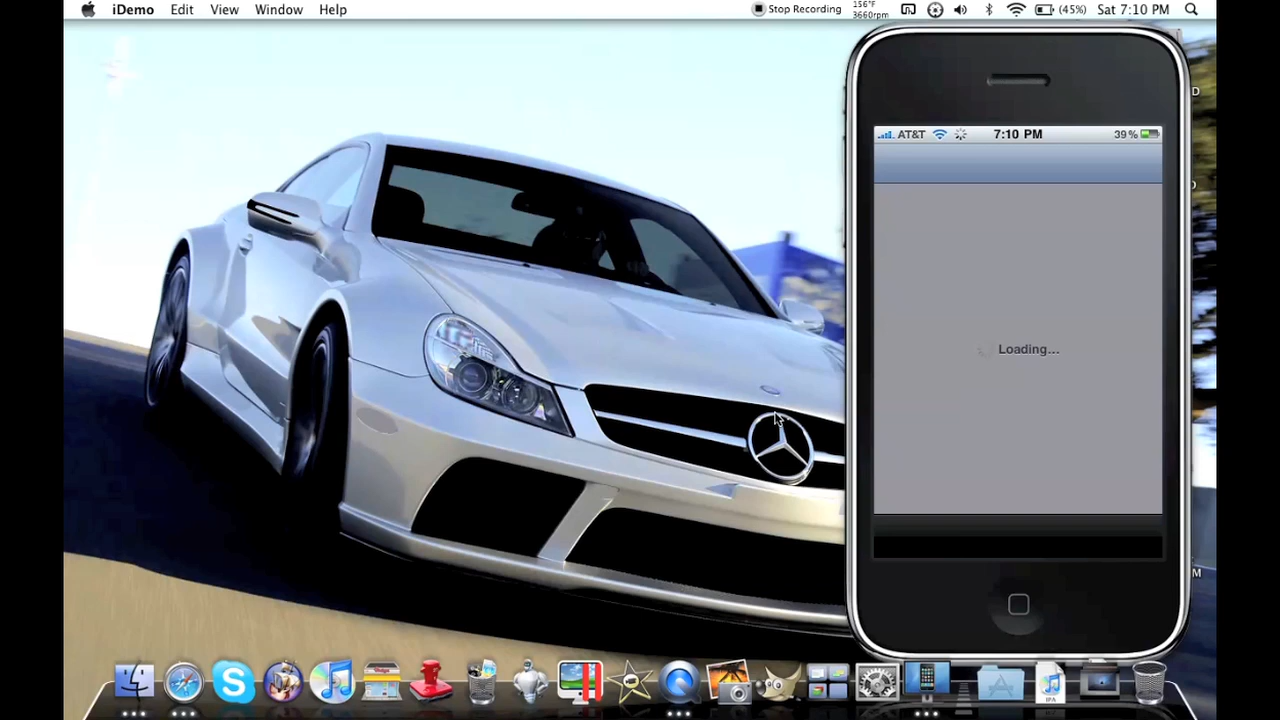 iDemo Edit View Window Help Stop Recording 156°F 3660rpm (45%) Sat 7:10 PM
D
AT&T 7:10 PM 39%
D
Loading...
M
IPA